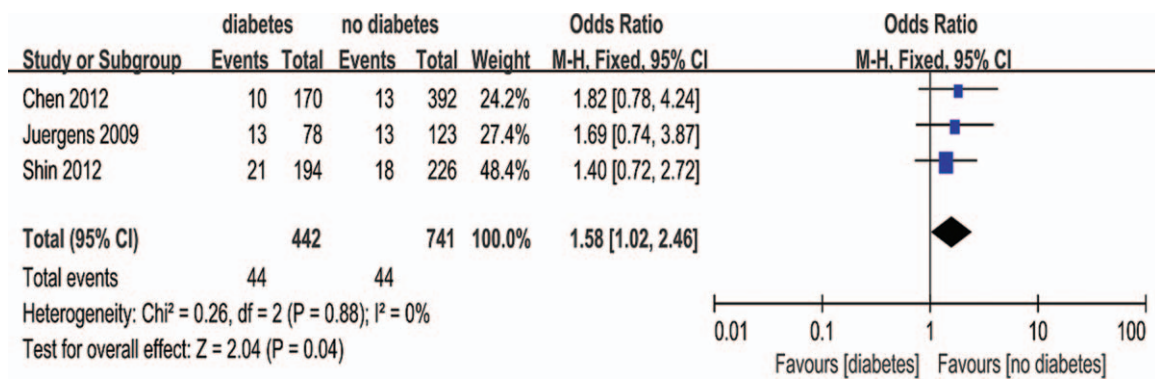 diabetes no diabetes Odds Ratio Odds Ratio
Study or Subgroup Events Total Events Total Weight M-H, Fixed, 95% CI M-H, Fixed, 95% CI
Chen 2012 10 170 13 392 24.2% 1.82 [0.78, 4.24]
Juergens 2009 13 78 13 123 27.4% 1.69 [0.74, 3.87]
Shin 2012 21 194 18 226 48.4% 1.40 [0.72, 2.72]
Total (95% CI) 442 741 100.0% 1.58 [1.02, 2.46]
Total events 44 44
Heterogeneity: Chi² = 0.26, df = 2 (P = 0.88); I² = 0%
Test for overall effect: Z = 2.04 (P = 0.04)
0.01 0.1 1 10 100
Favours [diabetes] Favours [no diabetes]